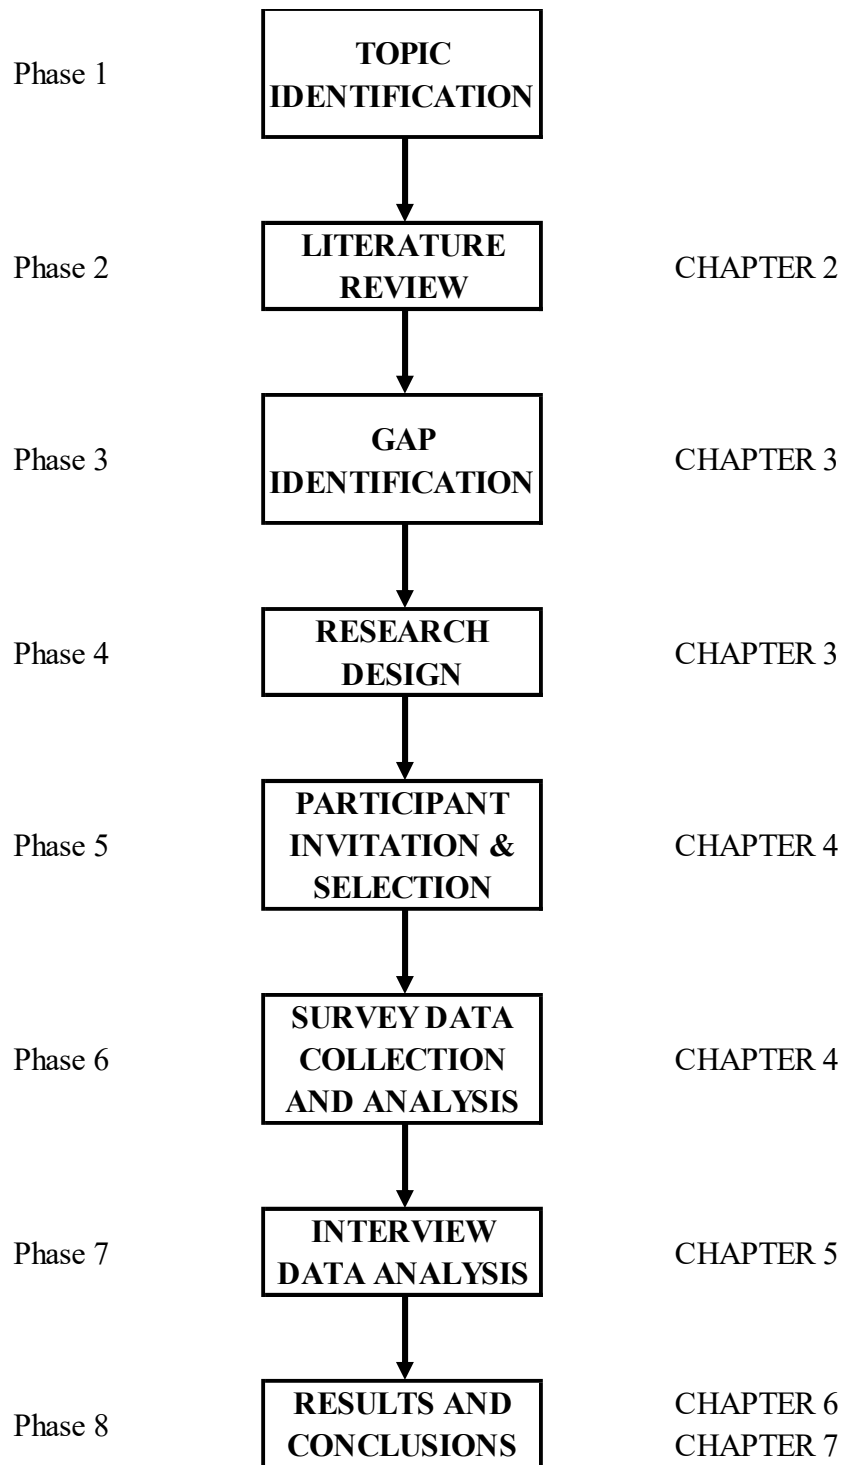 Phase 1
TOPIC
IDENTIFICATION
Phase 2
LITERATURE
REVIEW
CHAPTER 2
Phase 3
GAP
IDENTIFICATION
CHAPTER 3
Phase 4
RESEARCH
DESIGN
CHAPTER 3
Phase 5
PARTICIPANT
INVITATION &
SELECTION
CHAPTER 4
Phase 6
SURVEY DATA
COLLECTION
AND ANALYSIS
CHAPTER 4
Phase 7
INTERVIEW
DATA ANALYSIS
CHAPTER 5
Phase 8
RESULTS AND
CONCLUSIONS
CHAPTER 6
CHAPTER 7